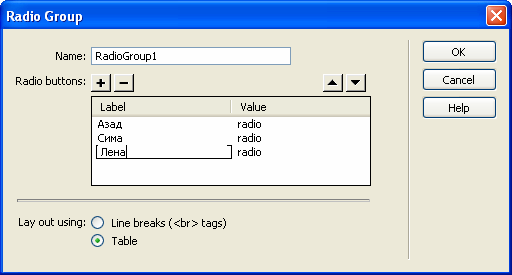 Radio Group
Name: RadioGroup1
OK
Radio buttons:
Cancel
Label Value
Help
Азад radio
Сима radio
Лена radio
Lay out using: Line breaks (<br> tags)
Table